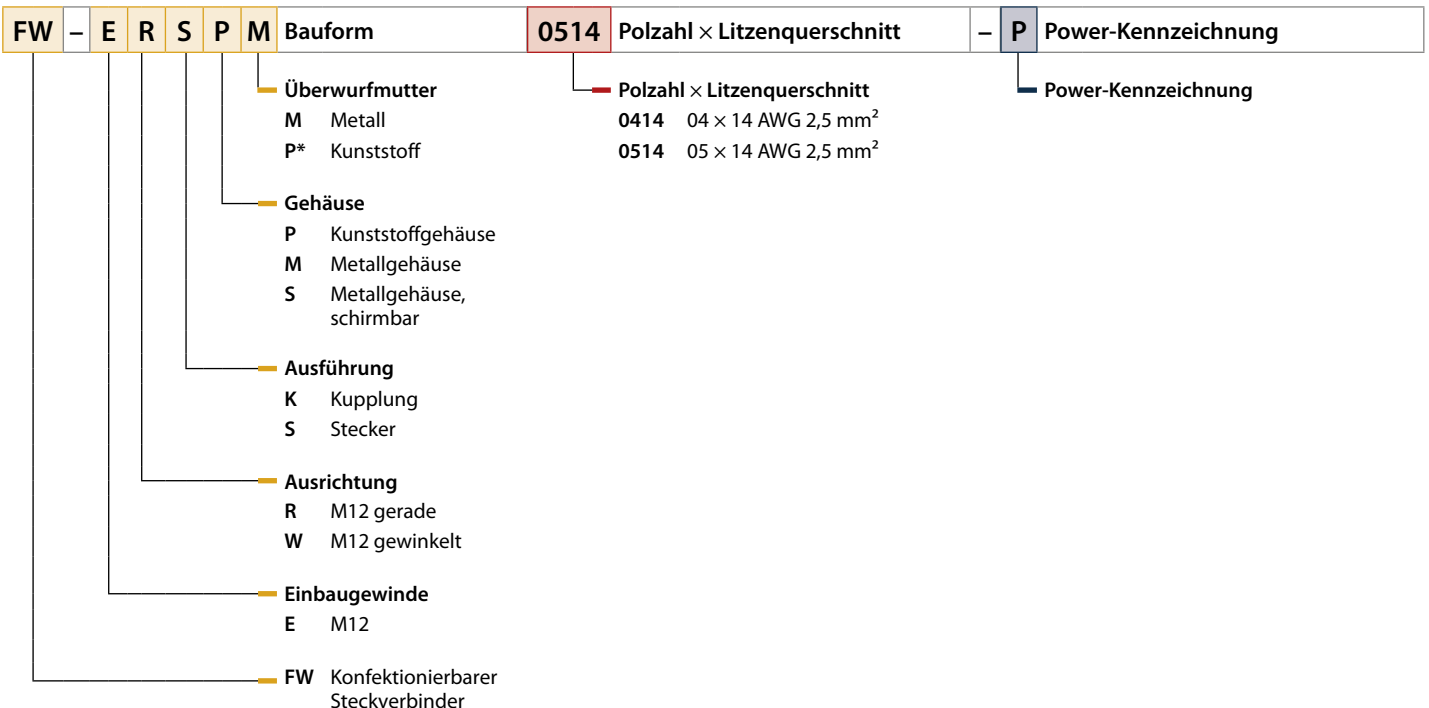 FW – E R S P M Bauform 0514 Polzahl × Litzenquerschnitt – P Power-Kennzeichnung
Überwurfmutter
M Metall
P* Kunststoff
Polzahl × Litzenquerschnitt
0414 04 × 14 AWG 2,5 mm²
0514 05 × 14 AWG 2,5 mm²
Power-Kennzeichnung
Gehäuse
P Kunststoffgehäuse
M Metallgehäuse
S Metallgehäuse,
schirmbar
Ausführung
K Kupplung
S Stecker
Ausrichtung
R M12 gerade
W M12 gewinkelt
Einbaugewinde
E M12
FW Konfektionierbarer
Steckverbinder